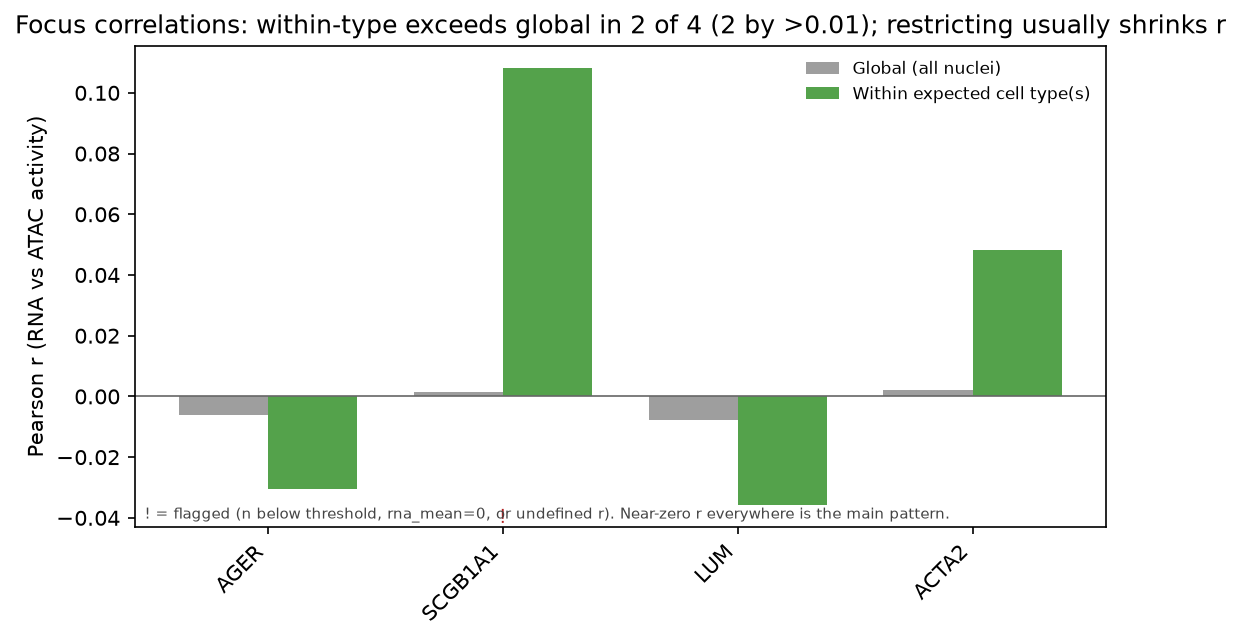 Focus correlations: within-type exceeds global in 2 of 4 (2 by >0.01); restricting usually shrinks r
Global (all nuclei)
Within expected cell type(s)
Pearson r (RNA vs ATAC activity)
0.10
0.08
0.06
0.04
0.02
0.00
−0.02
−0.04
!
! = flagged (n below threshold, rna_mean=0, or undefined r). Near-zero r everywhere is the main pattern.
AGER
SCGB1A1
LUM
ACTA2